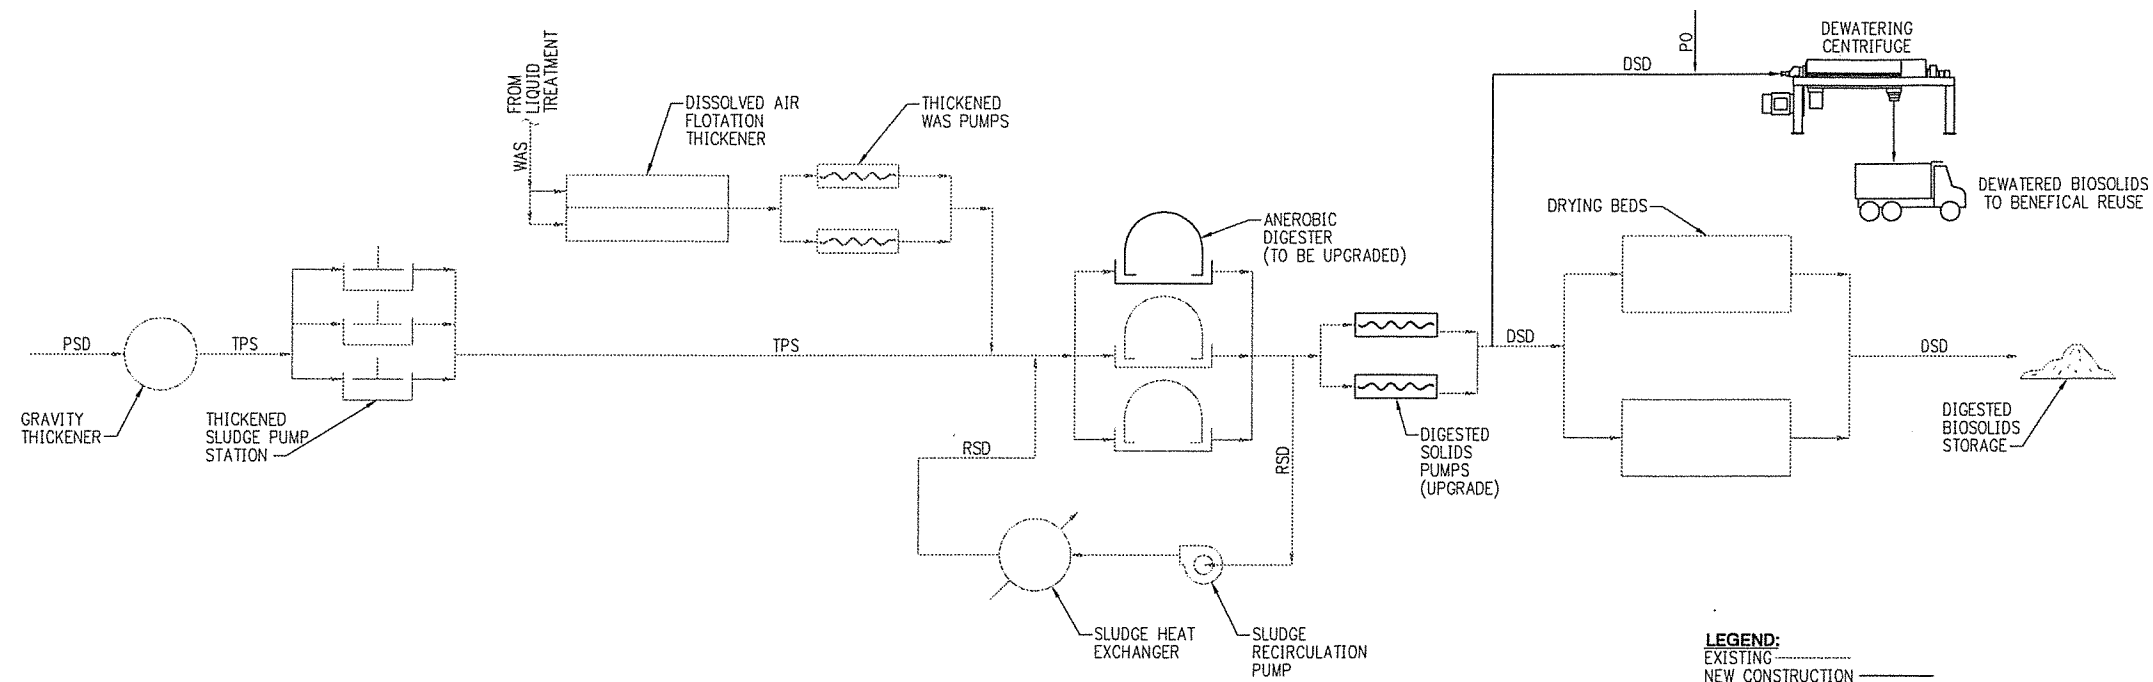 FROM
LIQUID
TREATMENT
WAS
DISSOLVED AIR
FLOTATION
THICKENER
THICKENED
WAS PUMPS
PO
DSD
DEWATERING
CENTRIFUGE
DEWATERED BIOSOLIDS
TO BENEFICAL REUSE
DRYING BEDS
ANEROBIC
DIGESTER
(TO BE UPGRADED)
PSD
TPS
TPS
DSD
DSD
GRAVITY
THICKENER
THICKENED
SLUDGE PUMP
STATION
RSD
RSD
DIGESTED
SOLIDS
PUMPS
(UPGRADE)
DIGESTED
BIOSOLIDS
STORAGE
SLUDGE HEAT
EXCHANGER
SLUDGE
RECIRCULATION
PUMP
LEGEND:
EXISTING
NEW CONSTRUCTION